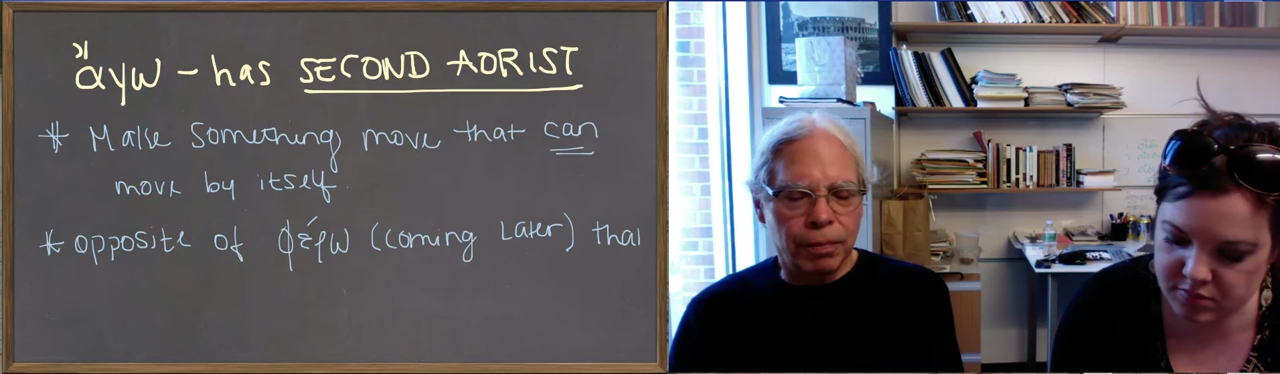 ἄγω – has SECOND AORIST
* Make something move that can
move by itself.
* opposite of φέρω (coming later) that